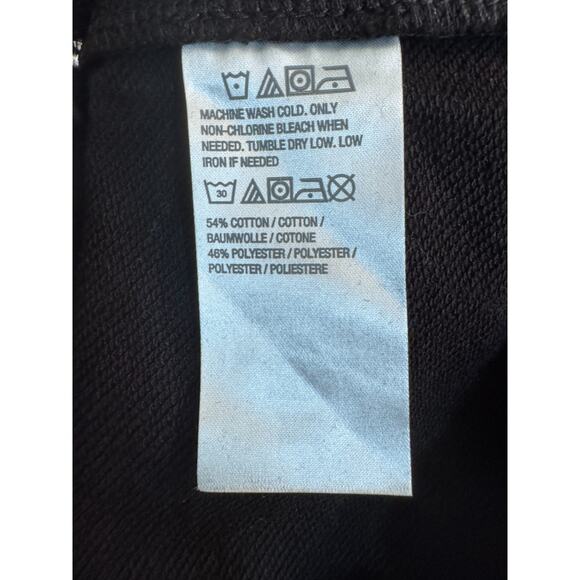 MACHINE WASH COLD. ONLY
NON-CHLORINE BLEACH WHEN
NEEDED. TUMBLE DRY LOW. LOW
IRON IF NEEDED
30
54% COTTON / COTTON /
BAUMWOLLE / COTONE
46% POLYESTER / POLYESTER /
POLYESTER / POLIESTERE